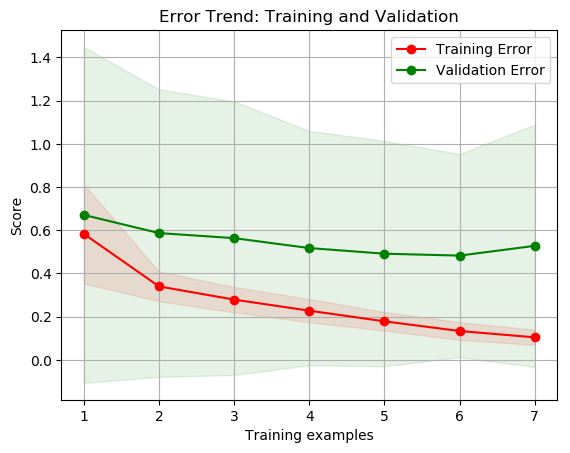 Error Trend: Training and Validation
Training Error
Validation Error
1.4
1.2
1.0
0.8
0.6
0.4
0.2
0.0
Score
1 2 3 4 5 6 7
Training examples